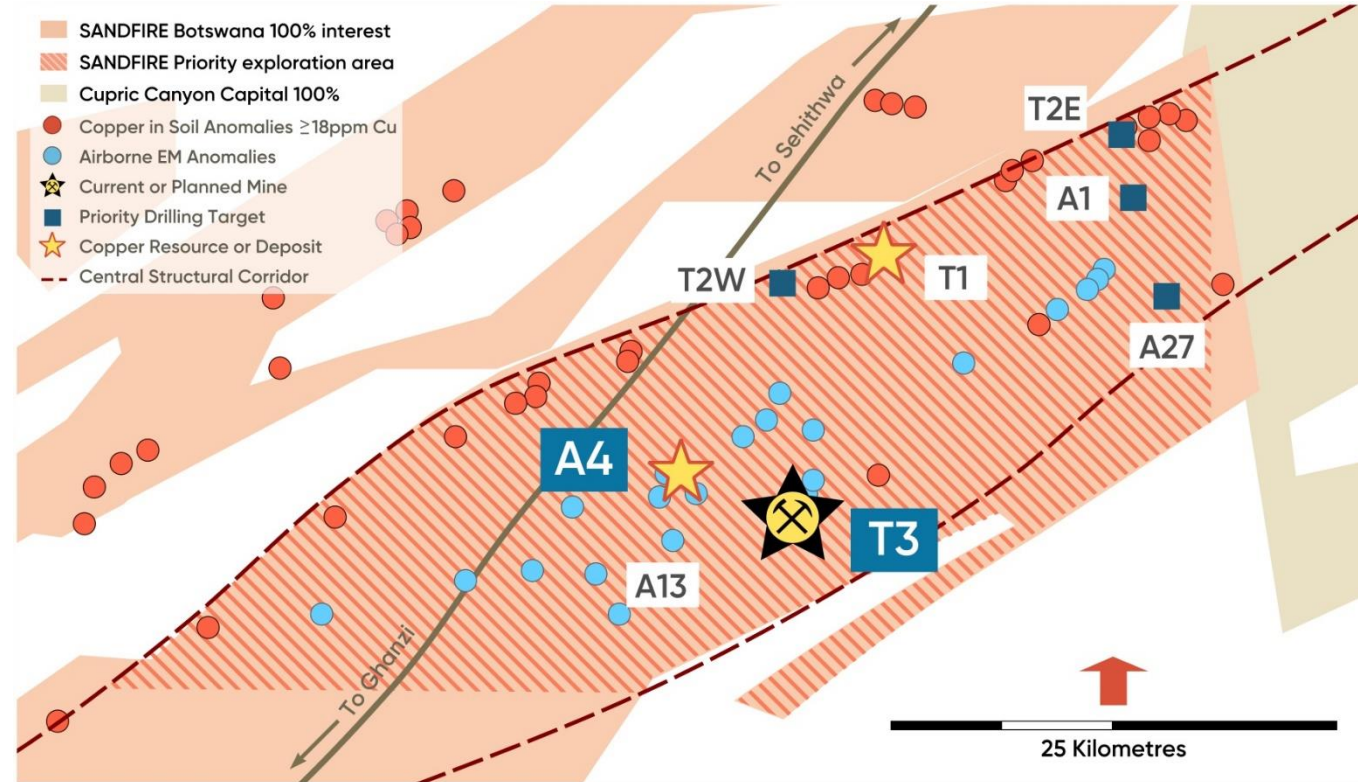 SANDFIRE Botswana 100% interest
SANDFIRE Priority exploration area
Cupric Canyon Capital 100%
Copper in Soil Anomalies ≥18ppm Cu
Airborne EM Anomalies
Current or Planned Mine
Priority Drilling Target
Copper Resource or Deposit
Central Structural Corridor
To Sehithwa
T2E
A1
T2W
T1
A27
A4
T3
A13
To Ghanzi
25 Kilometres